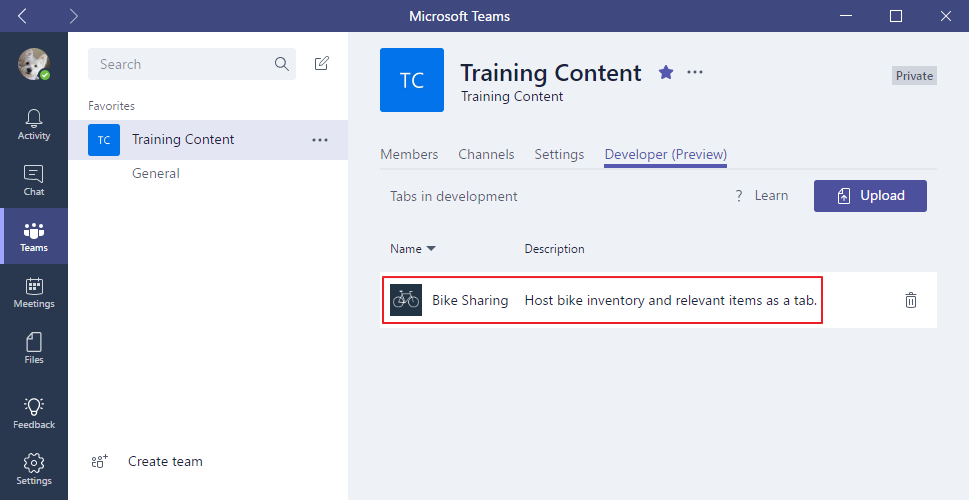 Microsoft Teams
Search
Favorites
TC Training Content ...
General
Create team
Activity
Chat
Teams
Meetings
Files
Feedback
Settings
TC
Training Content ...
Training Content
Private
Members Channels Settings Developer (Preview)
Tabs in development ? Learn Upload
Name Description
Bike Sharing Host bike inventory and relevant items as a tab.